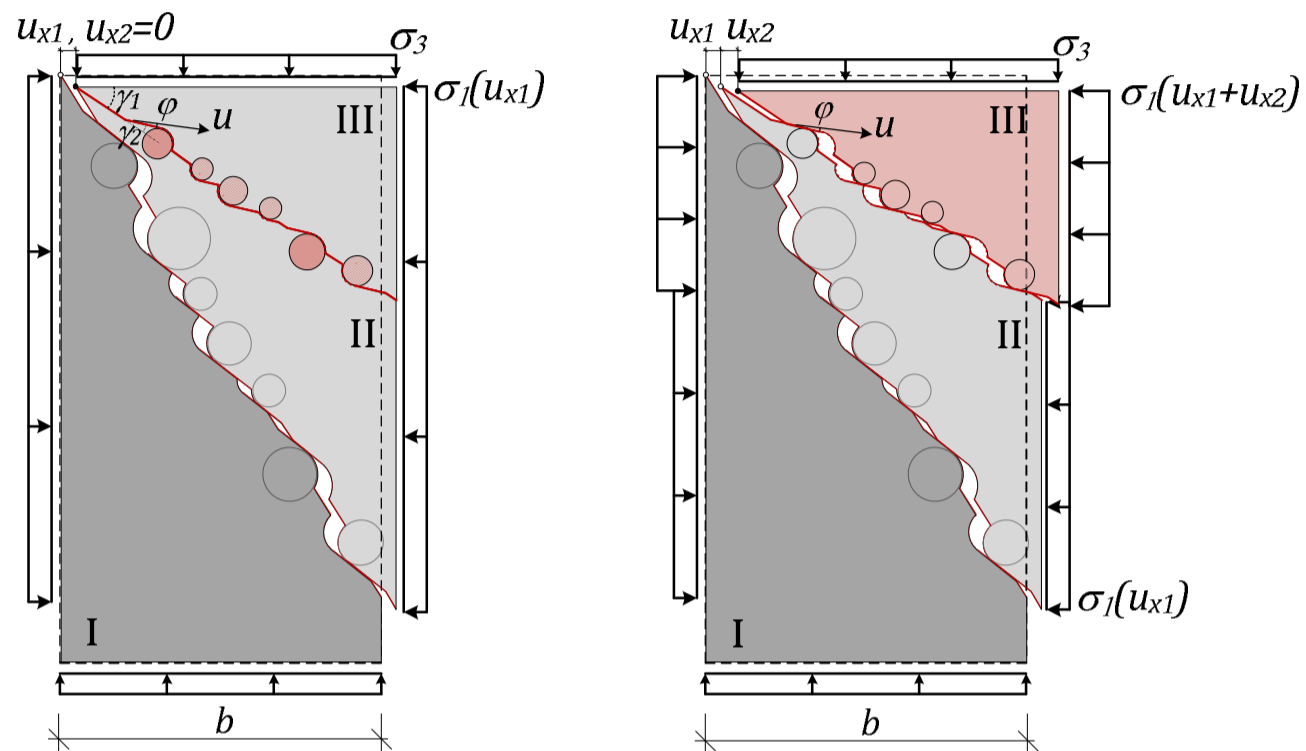 ux1, ux2=0
σ3
σ1(ux1)
γ1
φ
γ2
u
III
II
I
b
ux1 ux2
σ3
σ1(ux1+ux2)
φ
u
III
II
σ1(ux1)
I
b